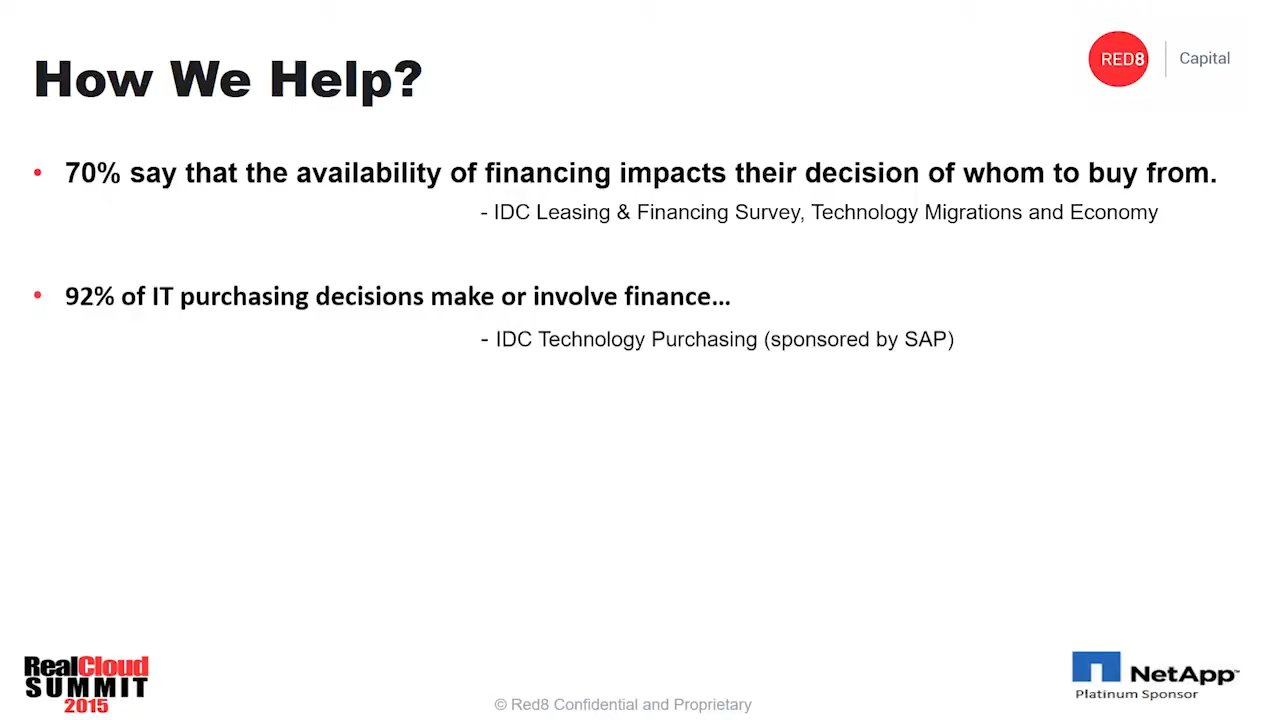 How We Help?
RED8 | Capital
• 70% say that the availability of financing impacts their decision of whom to buy from.
- IDC Leasing & Financing Survey, Technology Migrations and Economy
• 92% of IT purchasing decisions make or involve finance…
- IDC Technology Purchasing (sponsored by SAP)
RealCloud
SUMMIT
2015
© Red8 Confidential and Proprietary
NetApp™
Platinum Sponsor